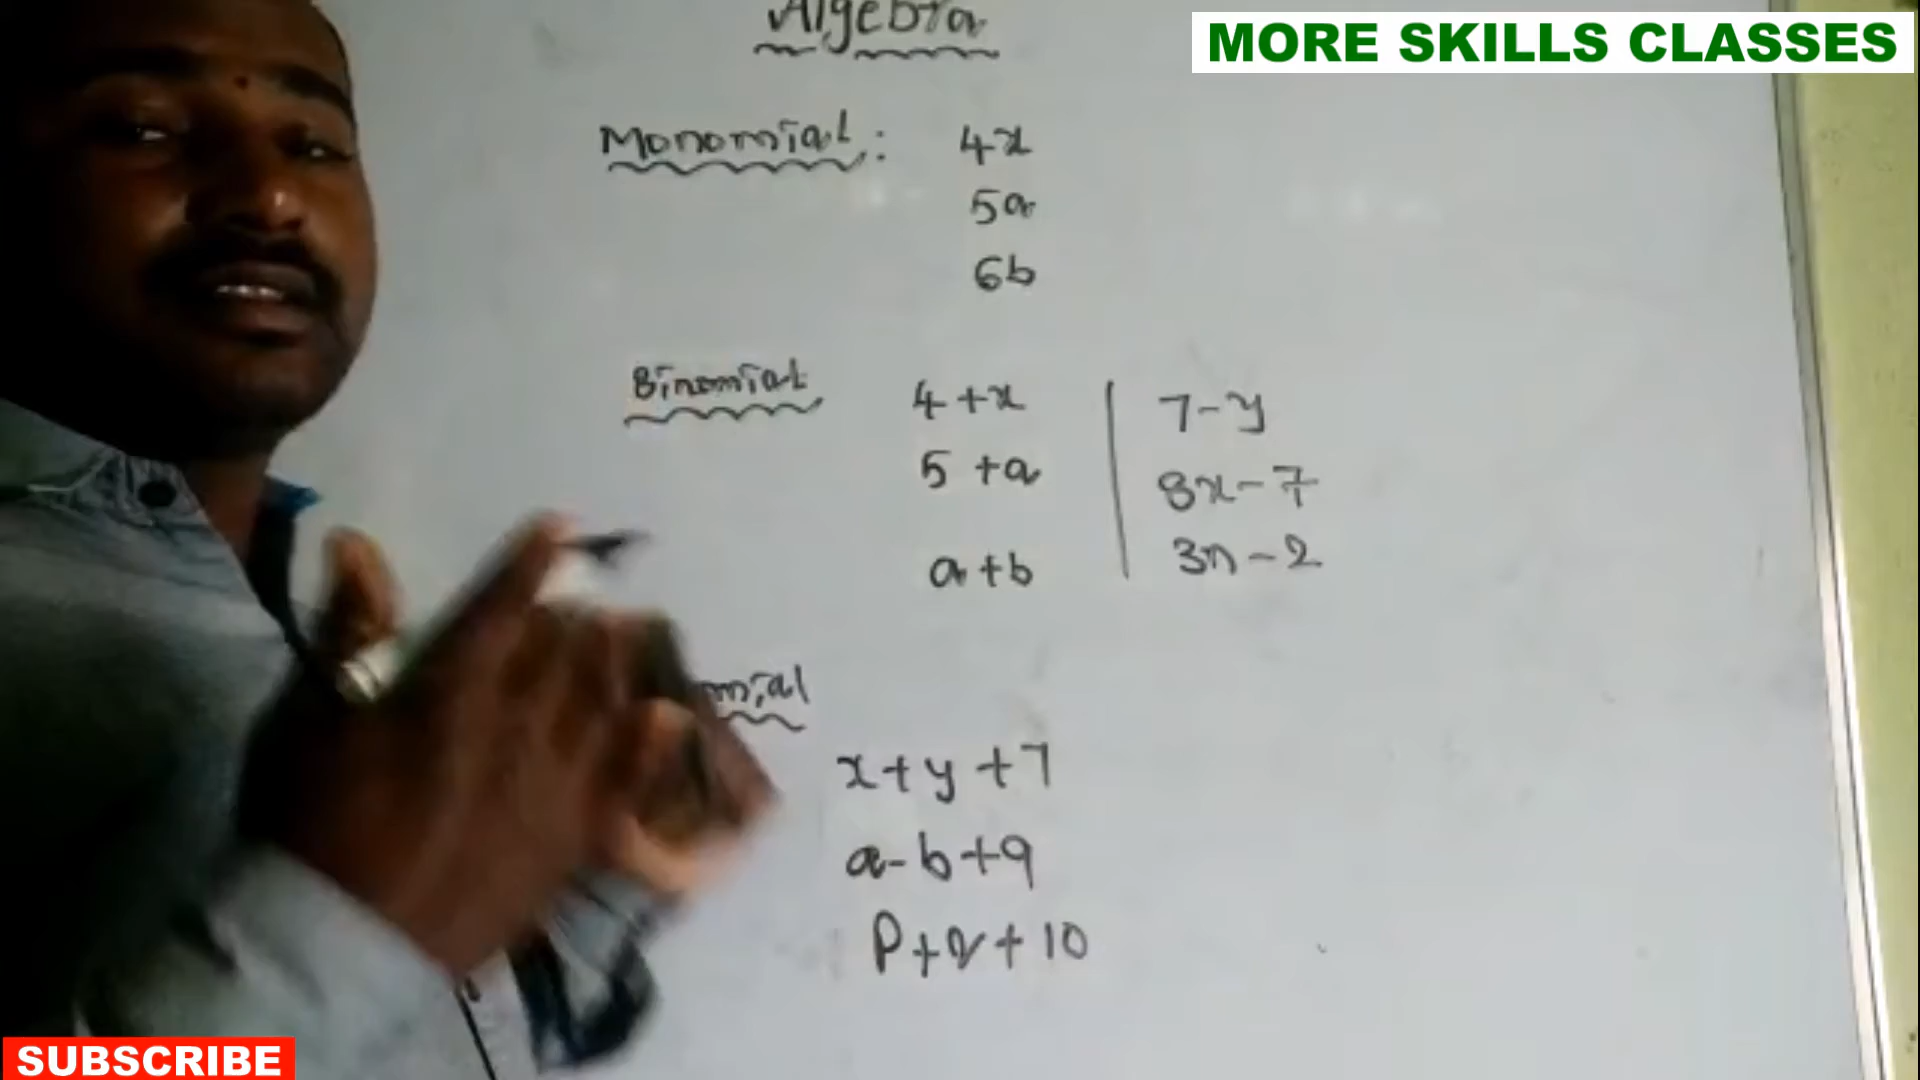 Algebra
MORE SKILLS CLASSES
Monomial: 4x
5a
6b
Binomial 4+x 7-y
5+a 8x-7
a+b 3n-2
mial
x+y+7
a-b+9
P+q+10
SUBSCRIBE